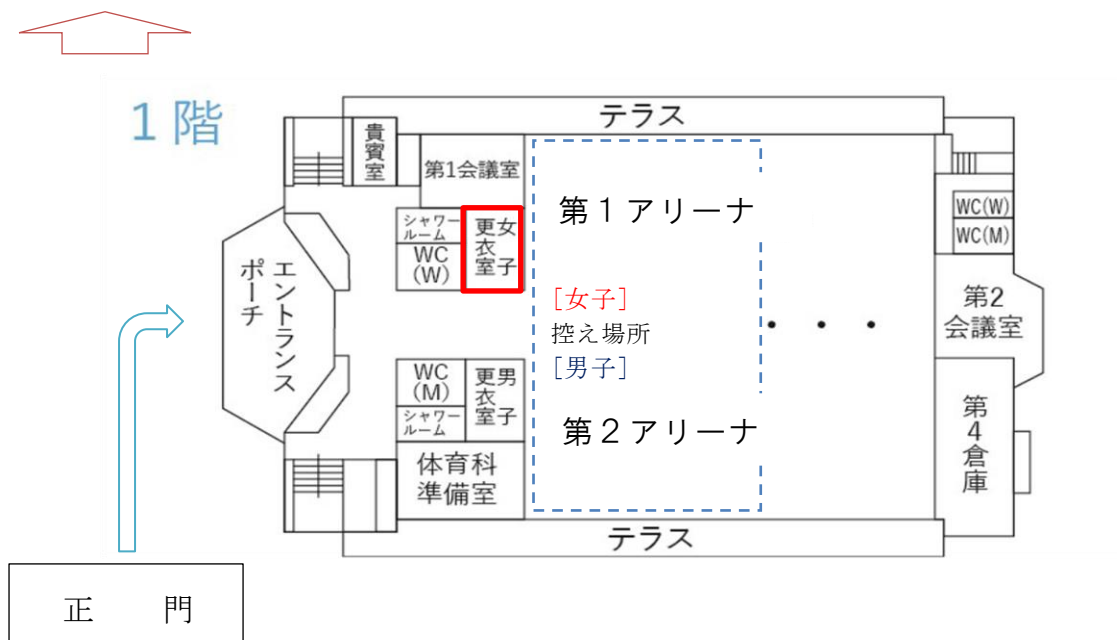 1階
テラス
貴賓室
第1会議室
第１アリーナ
シャワー
ルーム
女子
更衣室
WC
(W)
WC(W)
WC(M)
エントランス
ポーチ
[女子]
控え場所
[男子]
・・・
第2
会議室
WC
(M)
シャワー
ルーム
男子
更衣室
第２アリーナ
第4倉庫
体育科
準備室
テラス
正　門